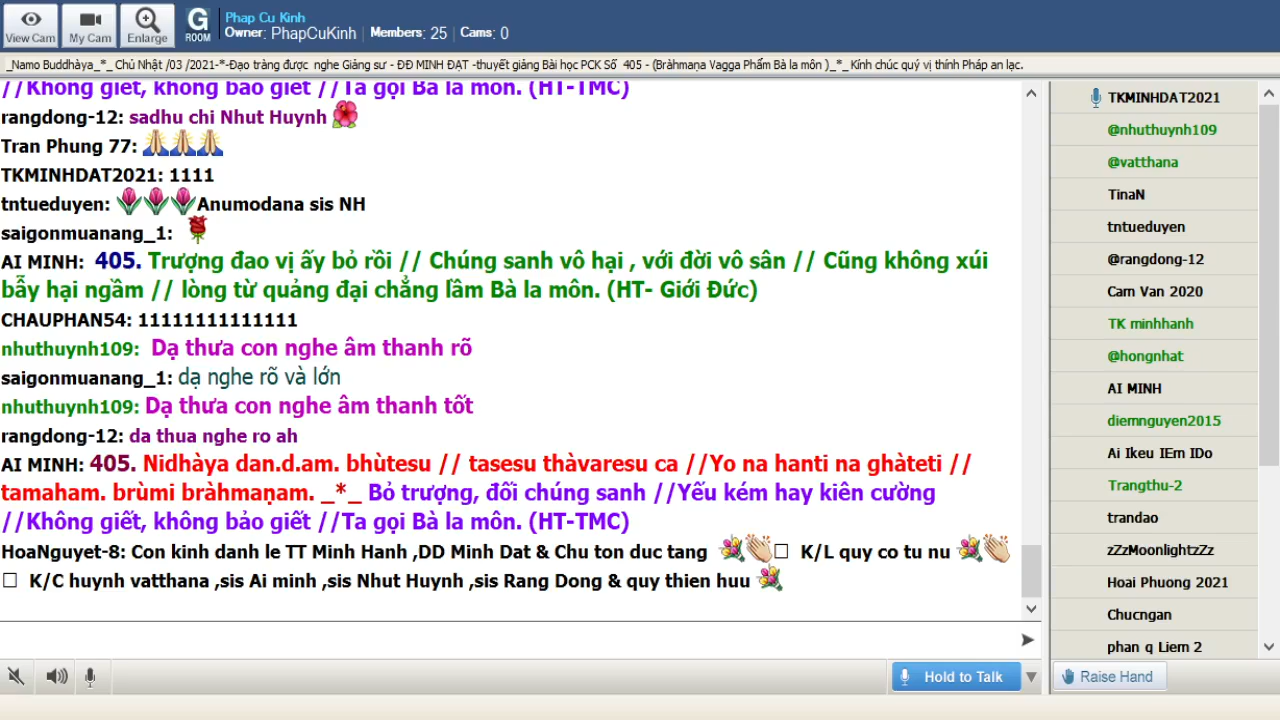 View Cam
My Cam
Enlarge
G
ROOM
Phap Cu Kinh
Owner: PhapCuKinh | Members: 25 | Cams: 0
_Namo Buddhàya_*_ Chủ Nhật /03 /2021-*-Đạo tràng được nghe Giảng sư - ĐĐ MINH ĐẠT -thuyết giảng Bài học PCK Số 405 - (Bràhmaṇa Vagga Phẩm Bà la môn )_*_ Kính chúc quý vị thính Pháp an lạc.
//Không giết, không bảo giết //Ta gọi Bà la môn. (HT-TMC)
rangdong-12: sadhu chi Nhut Huynh
Tran Phung 77:
TKMINHDAT2021: 1111
tntueduyen: Anumodana sis NH
saigonmuanang_1:
AI MINH: 405. Trượng đao vị ấy bỏ rồi // Chúng sanh vô hại , với đời vô sân // Cũng không xúi
bẫy hại ngầm // lòng từ quảng đại chẳng lầm Bà la môn. (HT- Giới Đức)
CHAUPHAN54: 11111111111111
nhuthuynh109: Dạ thưa con nghe âm thanh rõ
saigonmuanang_1: dạ nghe rõ và lớn
nhuthuynh109: Dạ thưa con nghe âm thanh tốt
rangdong-12: da thua nghe ro ah
AI MINH: 405. Nidhàya dan.d.am. bhùtesu // tasesu thàvaresu ca //Yo na hanti na ghàteti //
tamaham. brùmi bràhmaṇam. _*_ Bỏ trượng, đối chúng sanh //Yếu kém hay kiên cường
//Không giết, không bảo giết //Ta gọi Bà la môn. (HT-TMC)
HoaNguyet-8: Con kinh danh le TT Minh Hanh ,DD Minh Dat & Chu ton duc tang K/L quy co tu nu
K/C huynh vatthana ,sis Ai minh ,sis Nhut Huynh ,sis Rang Dong & quy thien huu
TKMINHDAT2021
@nhuthuynh109
@vatthana
TinaN
tntueduyen
@rangdong-12
Cam Van 2020
TK minhhanh
@hongnhat
AI MINH
diemnguyen2015
Ai Ikeu IEm IDo
Trangthu-2
trandao
zZzMoonlightzZz
Hoai Phuong 2021
Chucngan
phan q Liem 2
Hold to Talk
Raise Hand